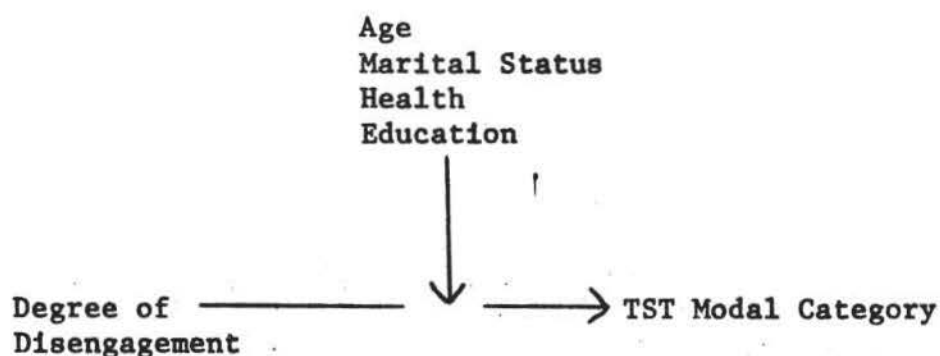 Age
Marital Status
Health
Education
Degree of
Disengagement
TST Modal Category